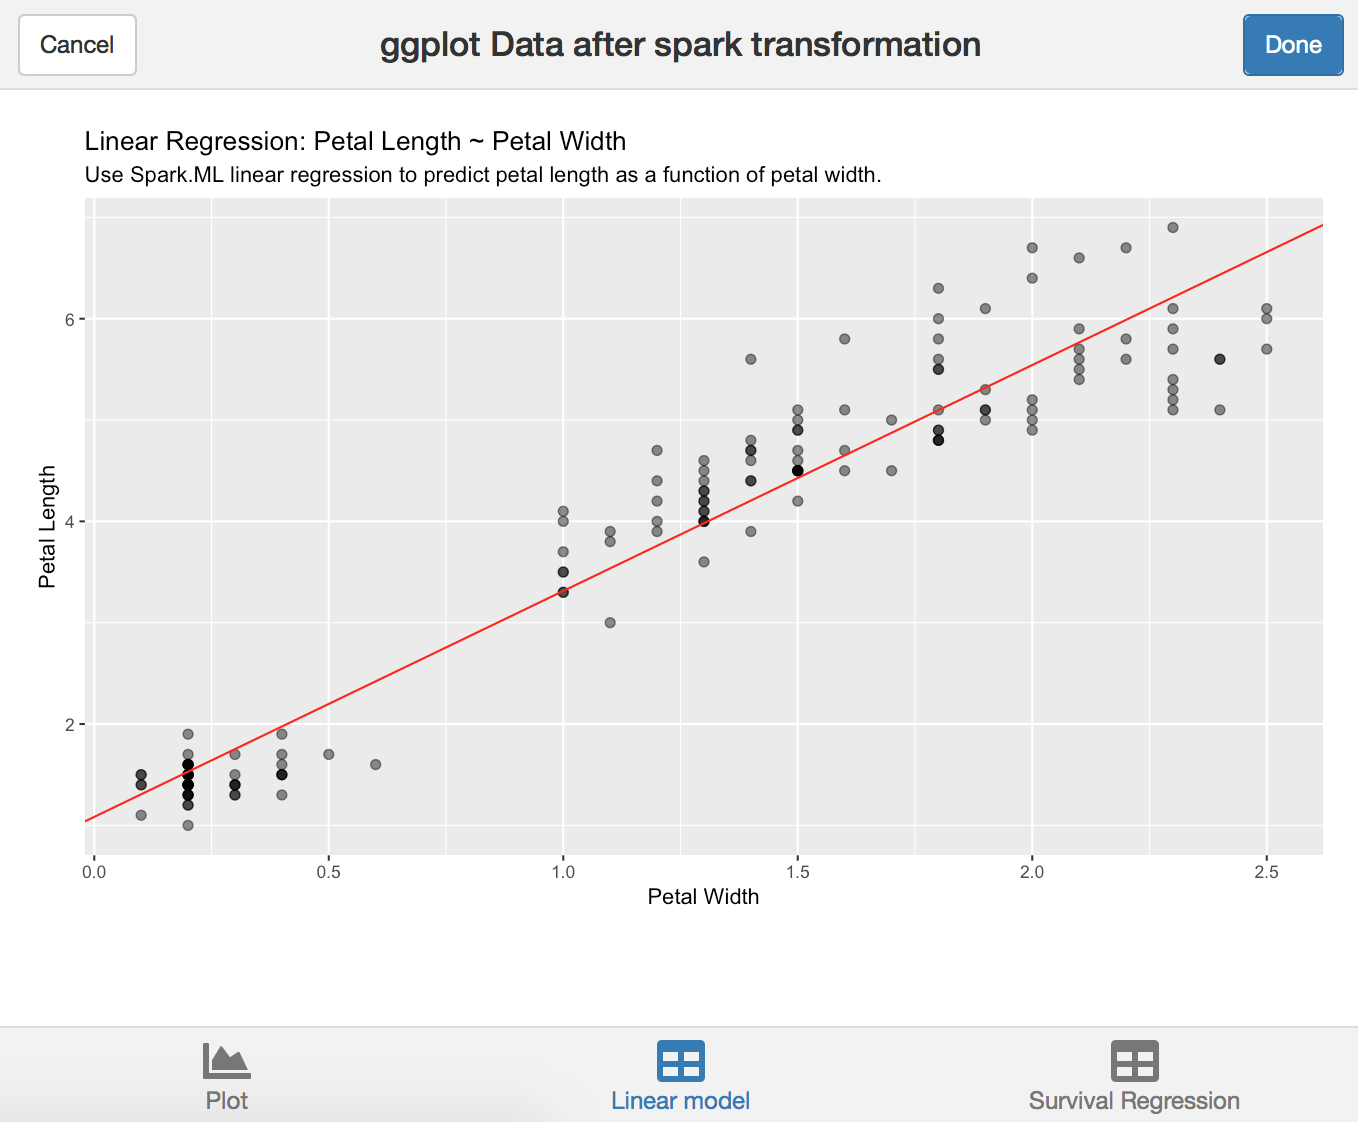 Cancel
ggplot Data after spark transformation
Done
Linear Regression: Petal Length ~ Petal Width
Use Spark.ML linear regression to predict petal length as a function of petal width.
6
4
2
Petal Length
0.0 0.5 1.0 1.5 2.0 2.5
Petal Width
Plot
Linear model
Survival Regression